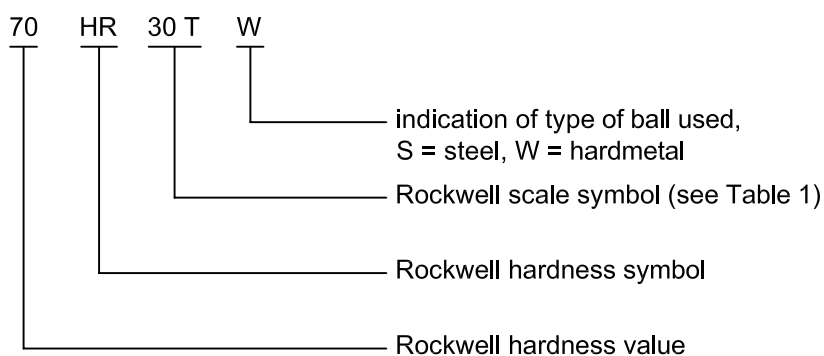 70 HR 30 T W
indication of type of ball used,
S = steel, W = hardmetal
Rockwell scale symbol (see Table 1)
Rockwell hardness symbol
Rockwell hardness value